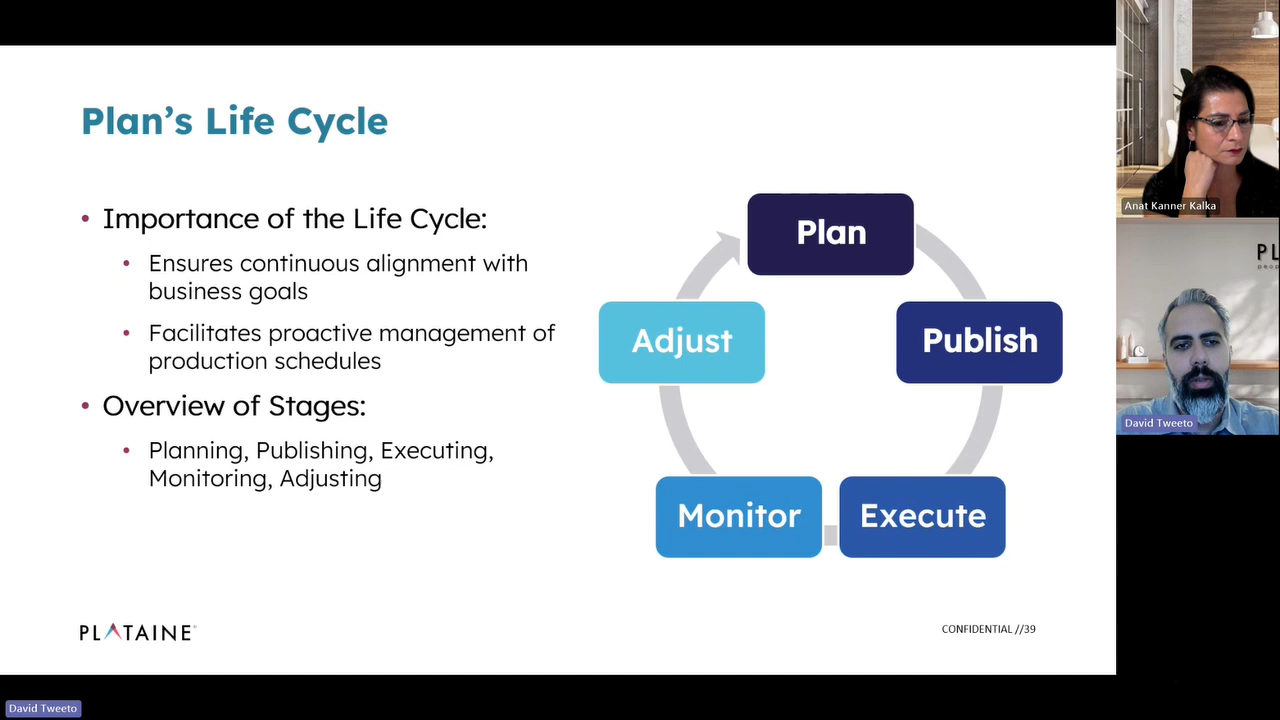 Plan's Life Cycle
• Importance of the Life Cycle:
• Ensures continuous alignment with
business goals
• Facilitates proactive management of
production schedules
• Overview of Stages:
• Planning, Publishing, Executing,
Monitoring, Adjusting
Plan
Publish
Execute
Monitor
Adjust
PLATAINE
CONFIDENTIAL //39
Anat Kanner Kalka
PL
peop
David Tweeto
David Tweeto